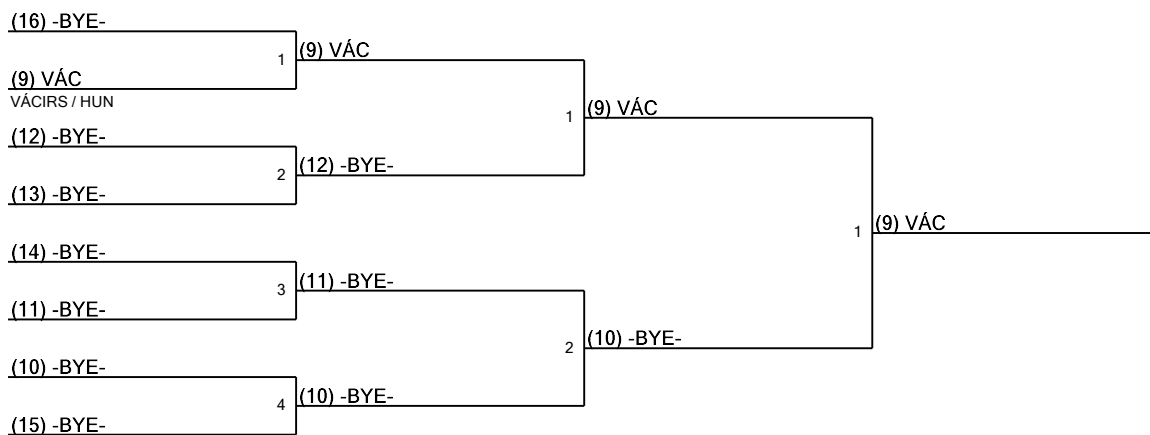 (16) -BYE-
1
(9) VÁC
(9) VÁC
VÁCIRS / HUN
1
(9) VÁC
(12) -BYE-
2
(12) -BYE-
(13) -BYE-
1
(9) VÁC
(14) -BYE-
3
(11) -BYE-
(11) -BYE-
2
(10) -BYE-
(10) -BYE-
4
(10) -BYE-
(15) -BYE-